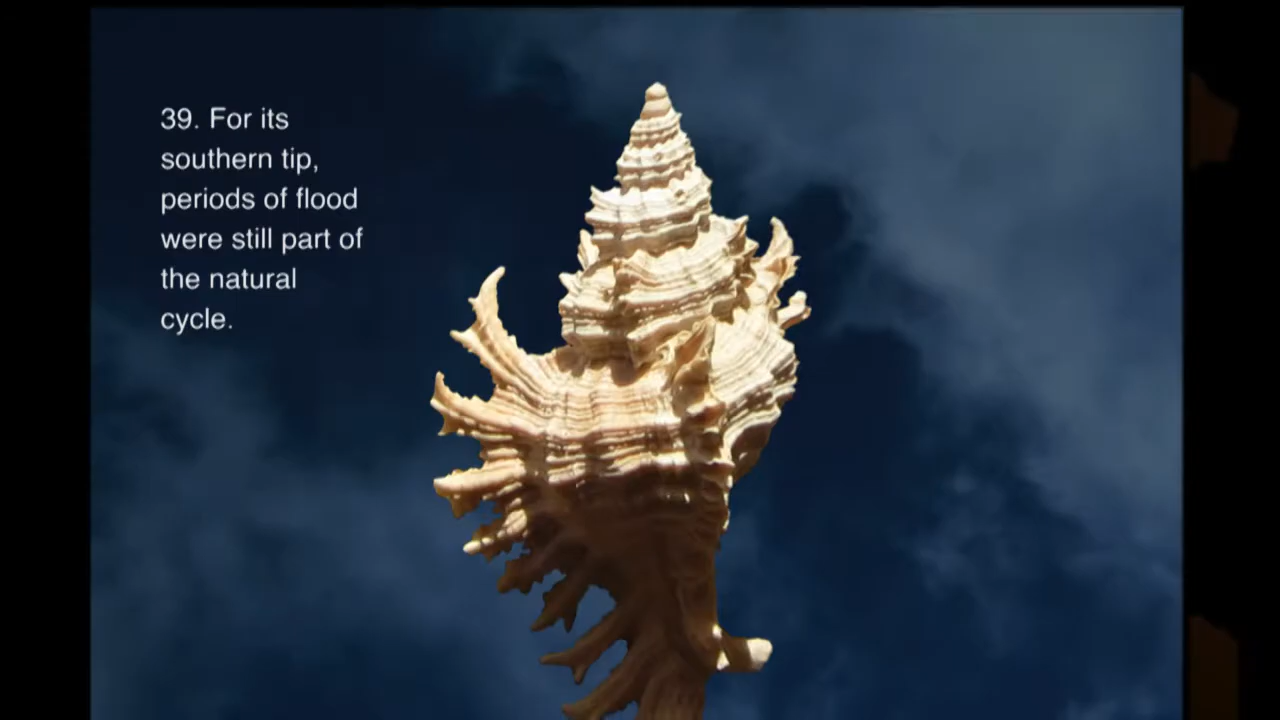 39. For its
southern tip,
periods of flood
were still part of
the natural
cycle.